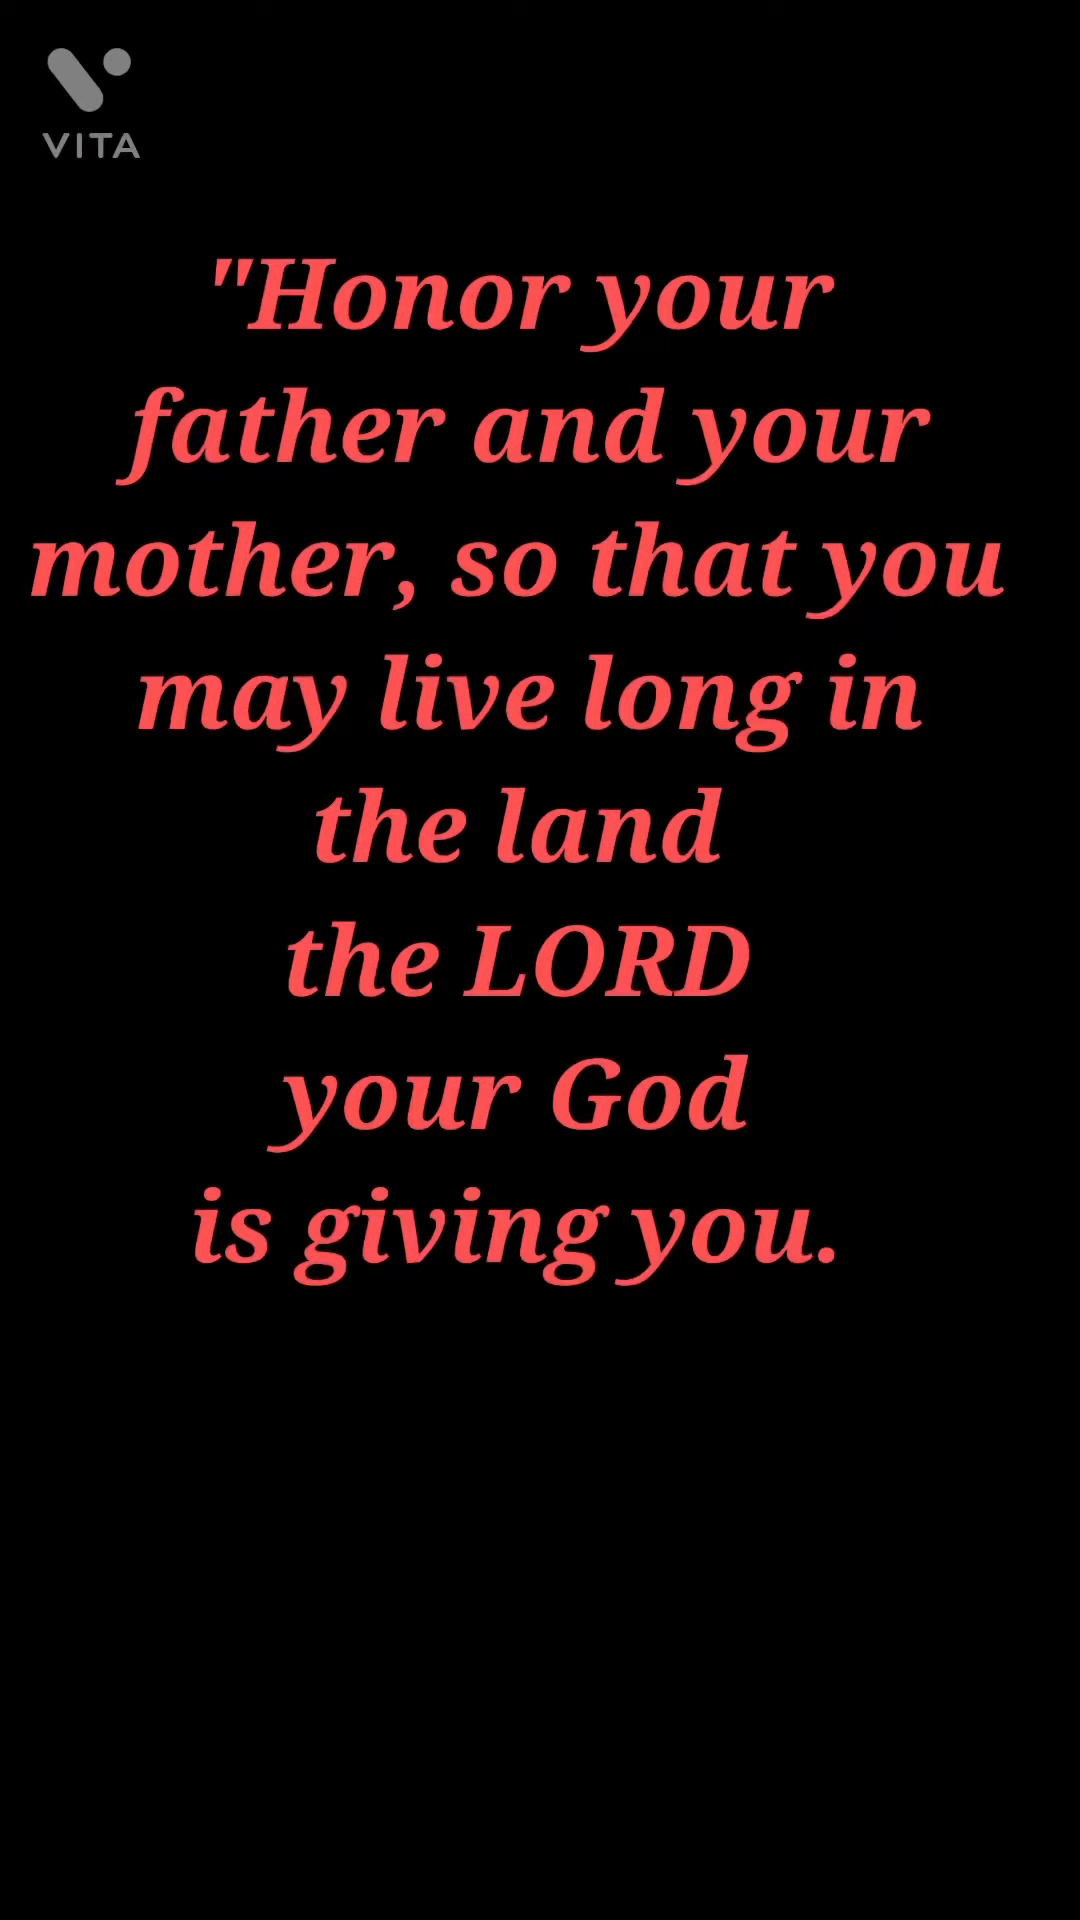 VITA
"Honor your
father and your
mother, so that you
may live long in
the land
the LORD
your God
is giving you.